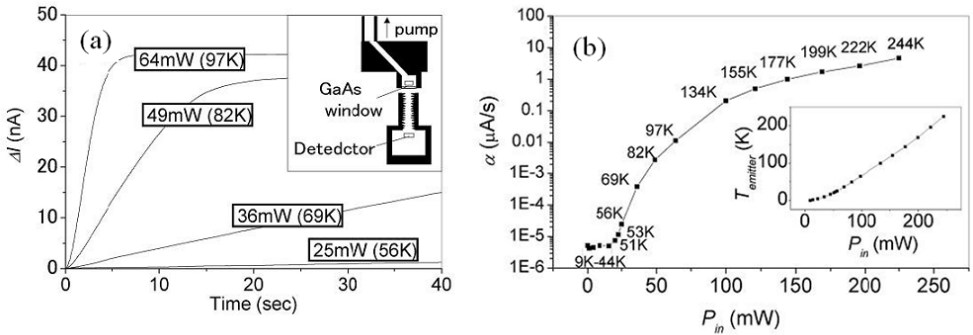 (a)
50
40
30
20
10
0
ΔI (nA)
64mW (97K)
49mW (82K)
36mW (69K)
25mW (56K)
pump
GaAs
window
Detedctor
0 10 20 30 40
Time (sec)
(b)
100
10
1
0.1
0.01
1E-3
1E-4
1E-5
1E-6
α (μA/s)
9K-44K
51K
53K
56K
69K
82K
97K
134K
155K
177K
199K
222K
244K
0 50 100 150 200 250
P_in (mW)
200
100
0
T_emitter (K)
0 100 200
P_in (mW)